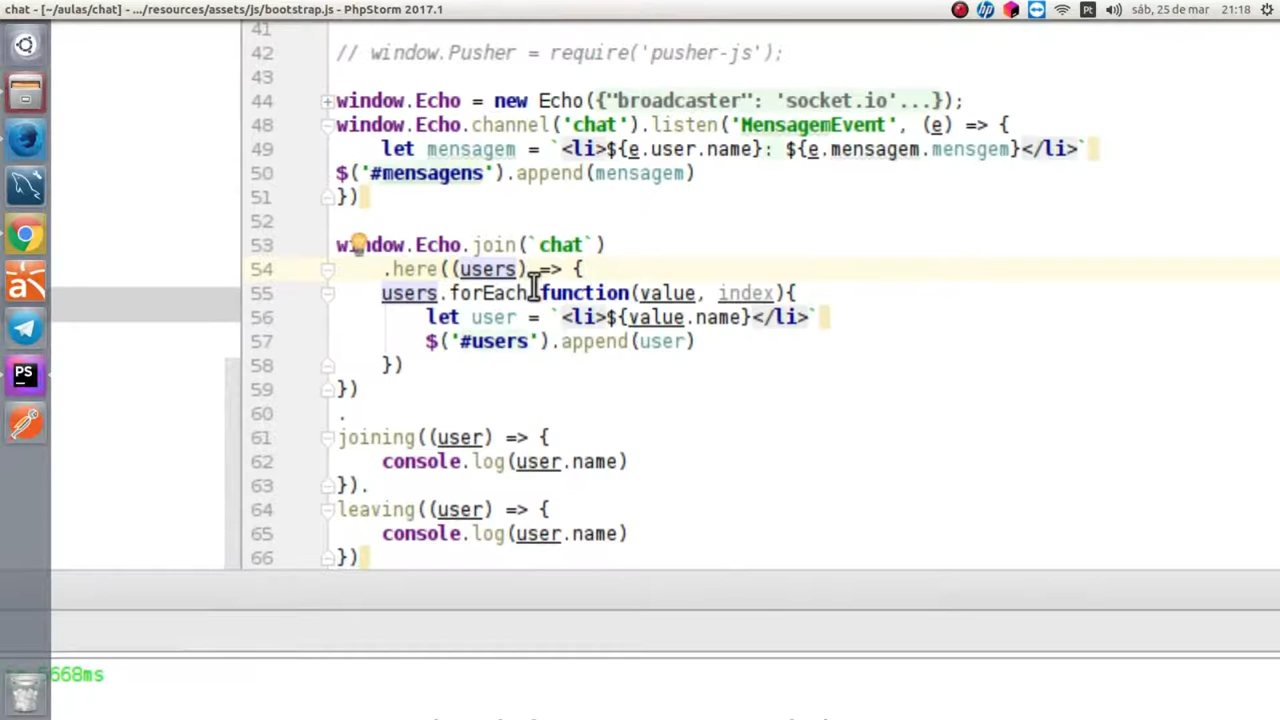 chat - [~/aulas/chat] - .../resources/assets/js/bootstrap.js - PhpStorm 2017.1
Pt
sáb, 25 de mar
21:18
41
42 // window.Pusher = require('pusher-js');
43
44 window.Echo = new Echo({"broadcaster": 'socket.io'...});
48 window.Echo.channel('chat').listen('MensagemEvent', (e) => {
49 let mensagem = `<li>${e.user.name}: ${e.mensagem.mensgem}</li>`
50 $('#mensagens').append(mensagem)
51 })
52
53 window.Echo.join(`chat`)
54 .here((users) => {
55 users.forEach(function(value, index){
56 let user = `<li>${value.name}</li>`
57 $('#users').append(user)
58 })
59 })
60 .
61 joining((user) => {
62 console.log(user.name)
63 }).
64 leaving((user) => {
65 console.log(user.name)
66 })
PS
5668ms